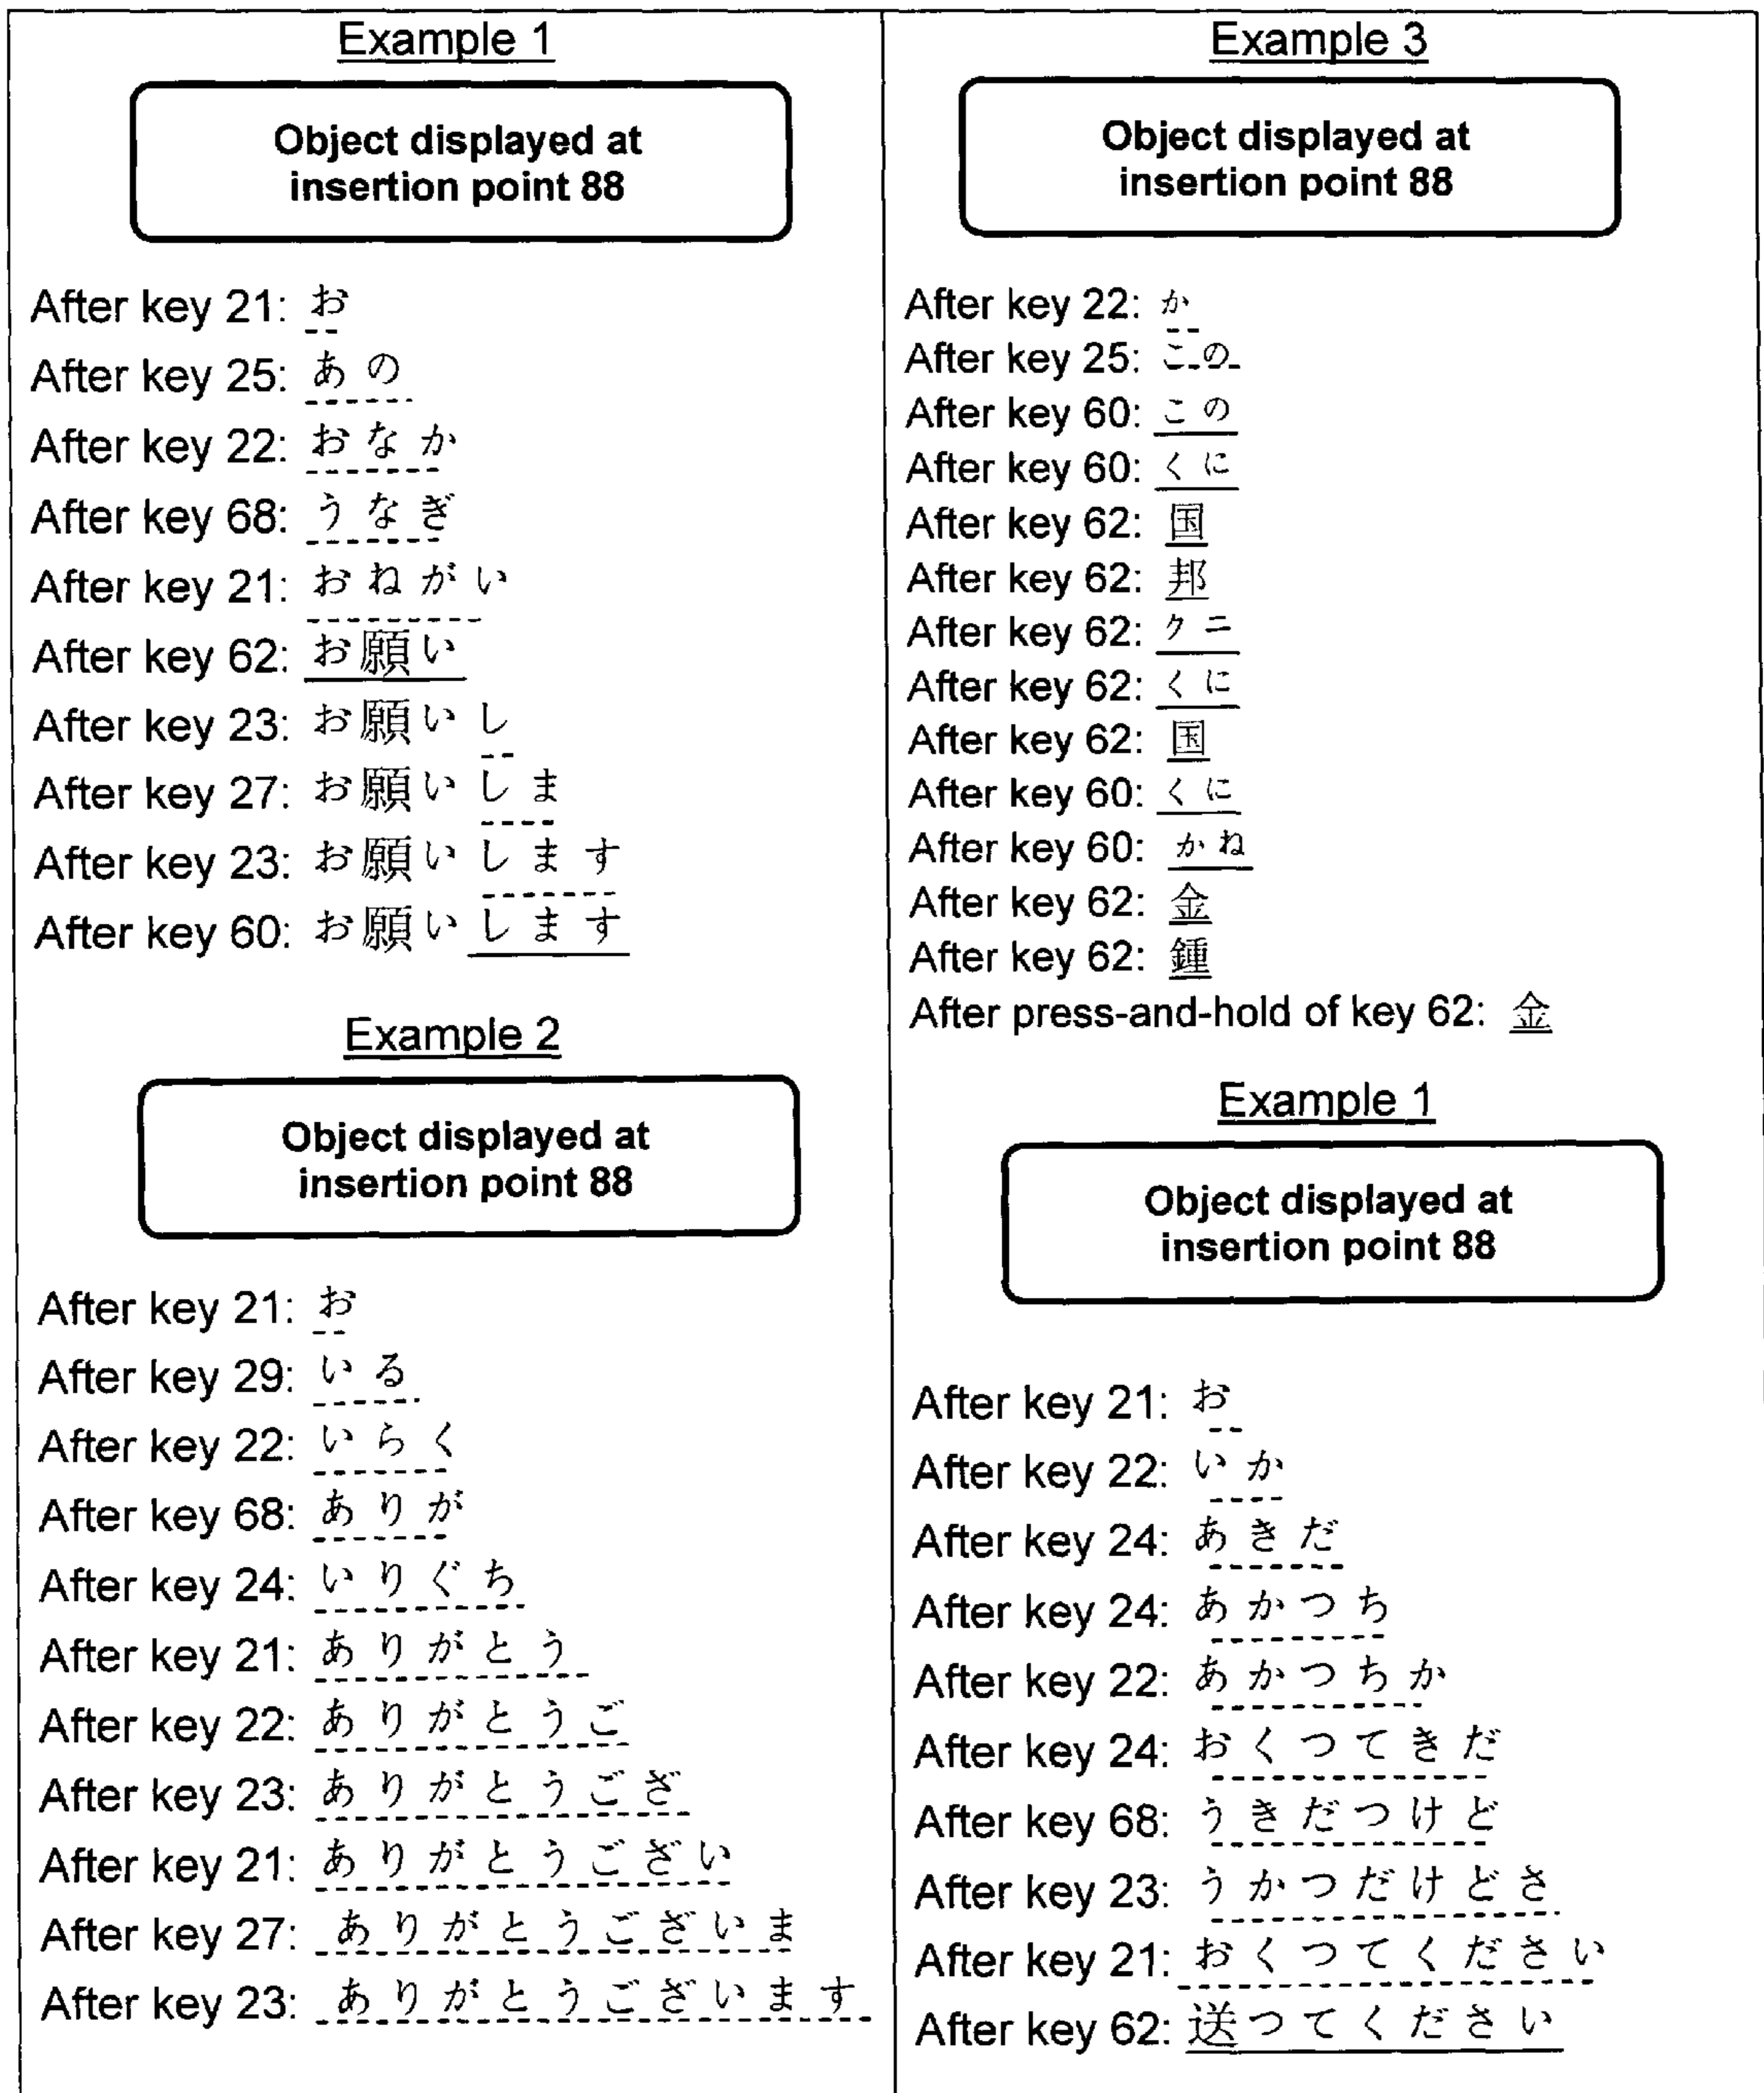 Example 1
Object displayed at
insertion point 88
After key 21: お
After key 25: あの
After key 22: おなか
After key 68: うなぎ
After key 21: おねがい
After key 62: お願い
After key 23: お願いし
After key 27: お願いしま
After key 23: お願いします
After key 60: お願いします
Example 2
Object displayed at
insertion point 88
After key 21: お
After key 29: いる
After key 22: いらく
After key 68: ありが
After key 24: いりぐち
After key 21: ありがとう
After key 22: ありがとうご
After key 23: ありがとうござ
After key 21: ありがとうござい
After key 27: ありがとうございま
After key 23: ありがとうございます
Example 3
Object displayed at
insertion point 88
After key 22: か
After key 25: この
After key 60: この
After key 60: くに
After key 62: 国
After key 62: 邦
After key 62: クニ
After key 62: くに
After key 62: 国
After key 60: くに
After key 60: かね
After key 62: 金
After key 62: 鍾
After press-and-hold of key 62: 金
Example 1
Object displayed at
insertion point 88
After key 21: お
After key 22: いか
After key 24: あきだ
After key 24: あかつち
After key 22: あかつちか
After key 24: おくつてきだ
After key 68: うきだつけど
After key 23: うかつだけどさ
After key 21: おくつてください
After key 62: 送つてください